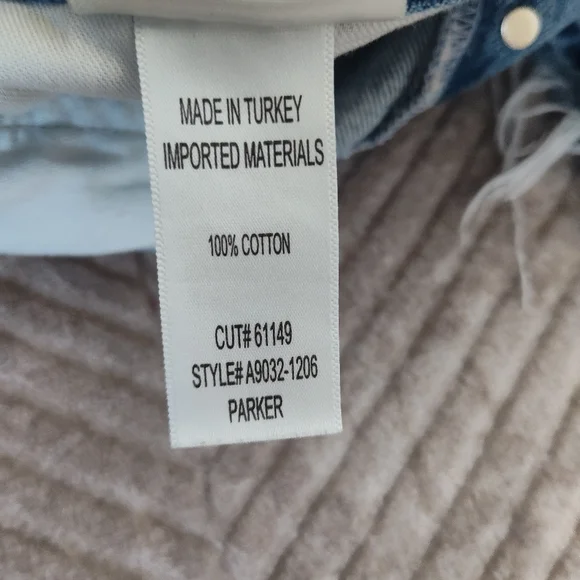 MADE IN TURKEY
IMPORTED MATERIALS
100% COTTON
CUT# 61149
STYLE# A9032-1206
PARKER